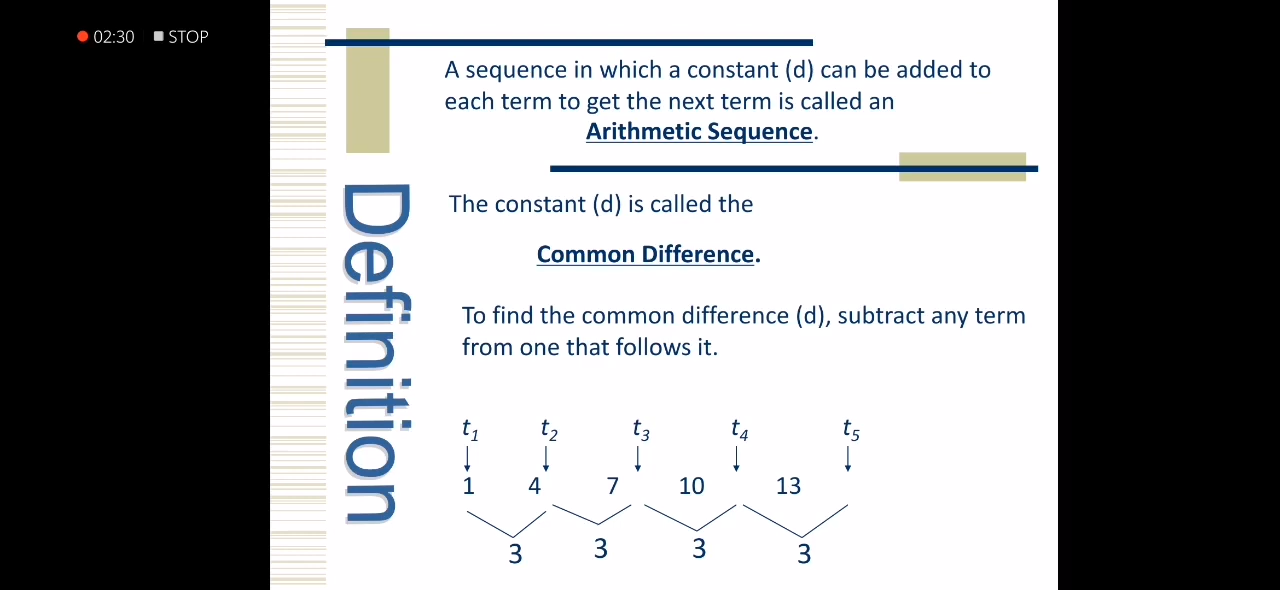 02:30 STOP
A sequence in which a constant (d) can be added to
each term to get the next term is called an
Arithmetic Sequence.
Definition
The constant (d) is called the
Common Difference.
To find the common difference (d), subtract any term
from one that follows it.
t1 t2 t3 t4 t5
1 4 7 10 13
3 3 3 3